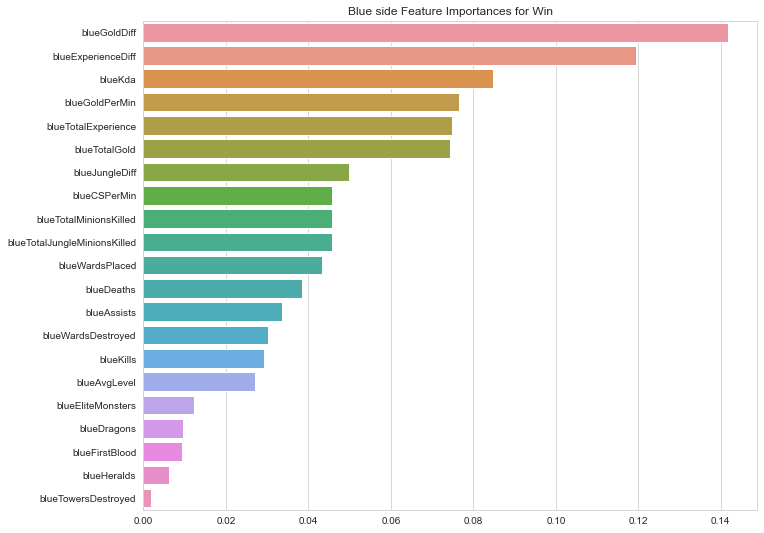 Blue side Feature Importances for Win
blueGoldDiff
blueExperienceDiff
blueKda
blueGoldPerMin
blueTotalExperience
blueTotalGold
blueJungleDiff
blueCSPerMin
blueTotalMinionsKilled
blueTotalJungleMinionsKilled
blueWardsPlaced
blueDeaths
blueAssists
blueWardsDestroyed
blueKills
blueAvgLevel
blueEliteMonsters
blueDragons
blueFirstBlood
blueHeralds
blueTowersDestroyed
0.00 0.02 0.04 0.06 0.08 0.10 0.12 0.14